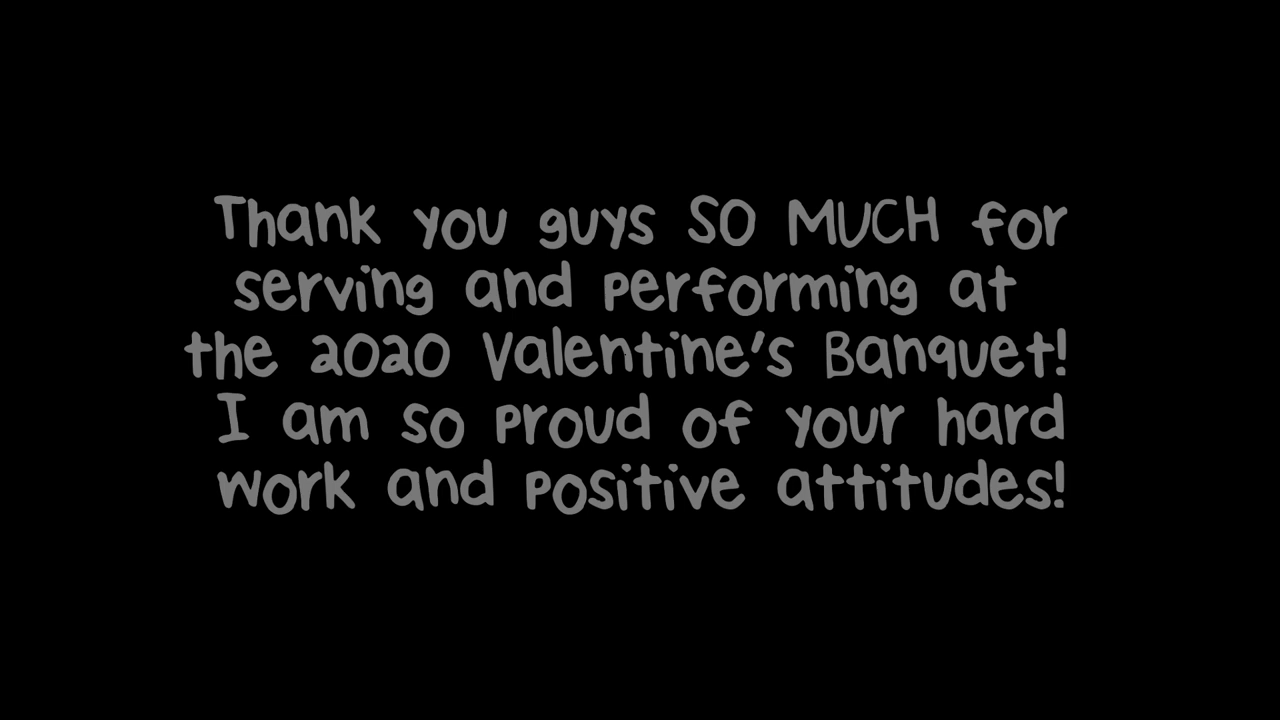 Thank you guys SO MUCH for
serving and performing at
the 2020 Valentine's Banquet!
I am so proud of your hard
work and positive attitudes!